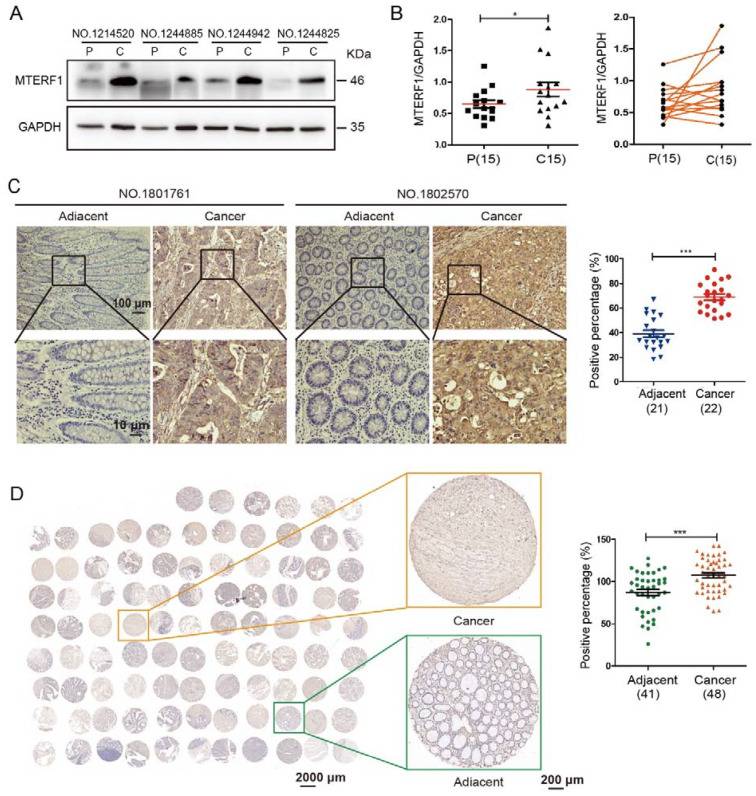 A
NO.1214520 NO.1244885 NO.1244942 NO.1244825
P C P C P C P C KDa
MTERF1 46
GAPDH 35
B
MTERF1/GAPDH
2.0
1.5
1.0
0.5
0.0
*
P(15) C15)
MTERF1/GAPDH
2.0
1.5
1.0
0.5
0.0
P(15) C(15)
C
NO.1801761 NO.1802570
Adiacent Cancer Adjacent Cancer
100 µm
10 µm
Positive percentage (%)
100
80
60
40
20
0
***
Adjacent Cancer
(21) (22)
D
Cancer
Adiacent
2000 µm 200 µm
Positive percentage (%)
150
100
50
0
***
Adjacent Cancer
(41) (48)